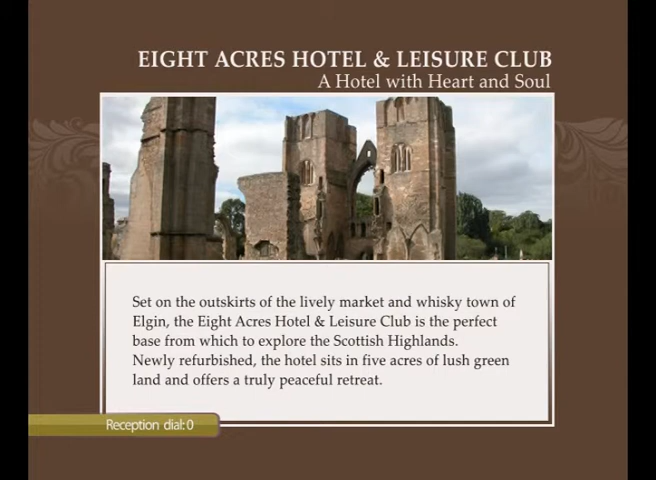 EIGHT ACRES HOTEL & LEISURE CLUB
A Hotel with Heart and Soul
Set on the outskirts of the lively market and whisky town of
Elgin, the Eight Acres Hotel & Leisure Club is the perfect
base from which to explore the Scottish Highlands.
Newly refurbished, the hotel sits in five acres of lush green
land and offers a truly peaceful retreat.
Reception dial:0